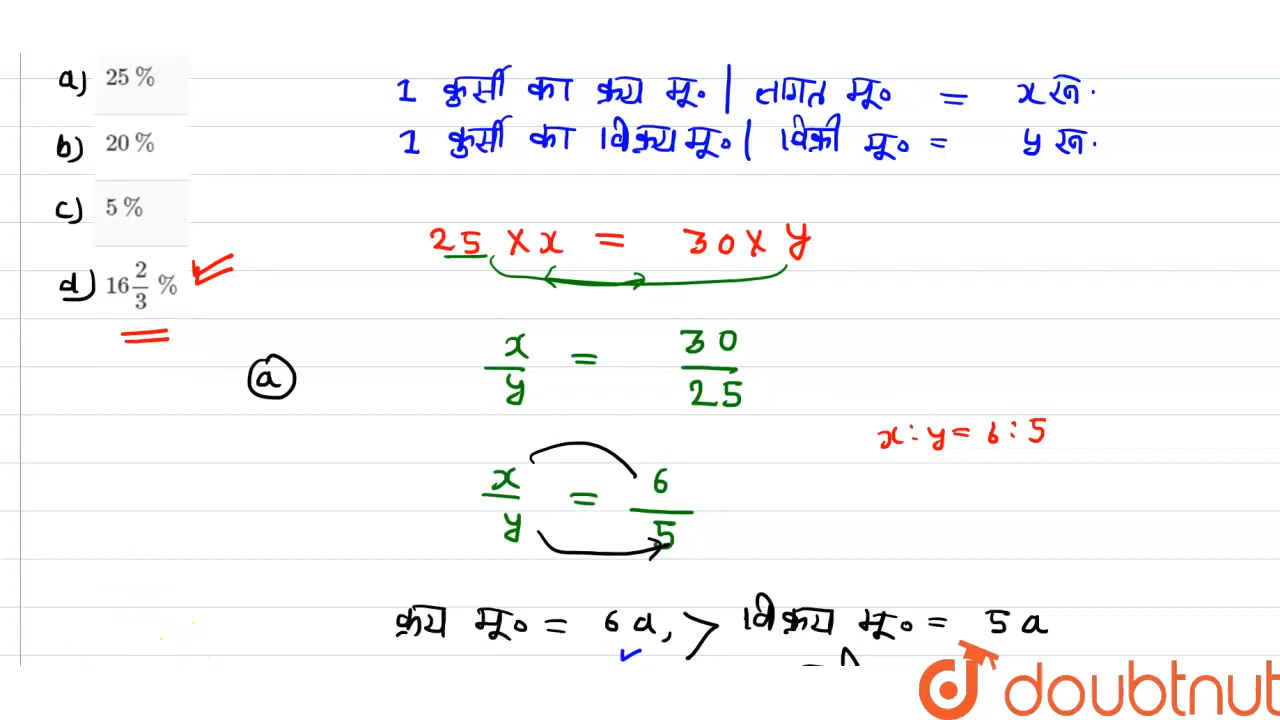 a) 25 %
1 कुर्सी का क्रय मू० | लागत मू० = x रू.
b) 20 %
1 कुर्सी का विक्रय मू० | विक्री मू० = y रू.
c) 5 %
25 × x = 30 × y
d) 16 2/3 %
x/y = 30/25
a
x : y = 6 : 5
x/y = 6/5
क्रय मू० = 6a, > विक्रय मू० = 5a
doubtnut